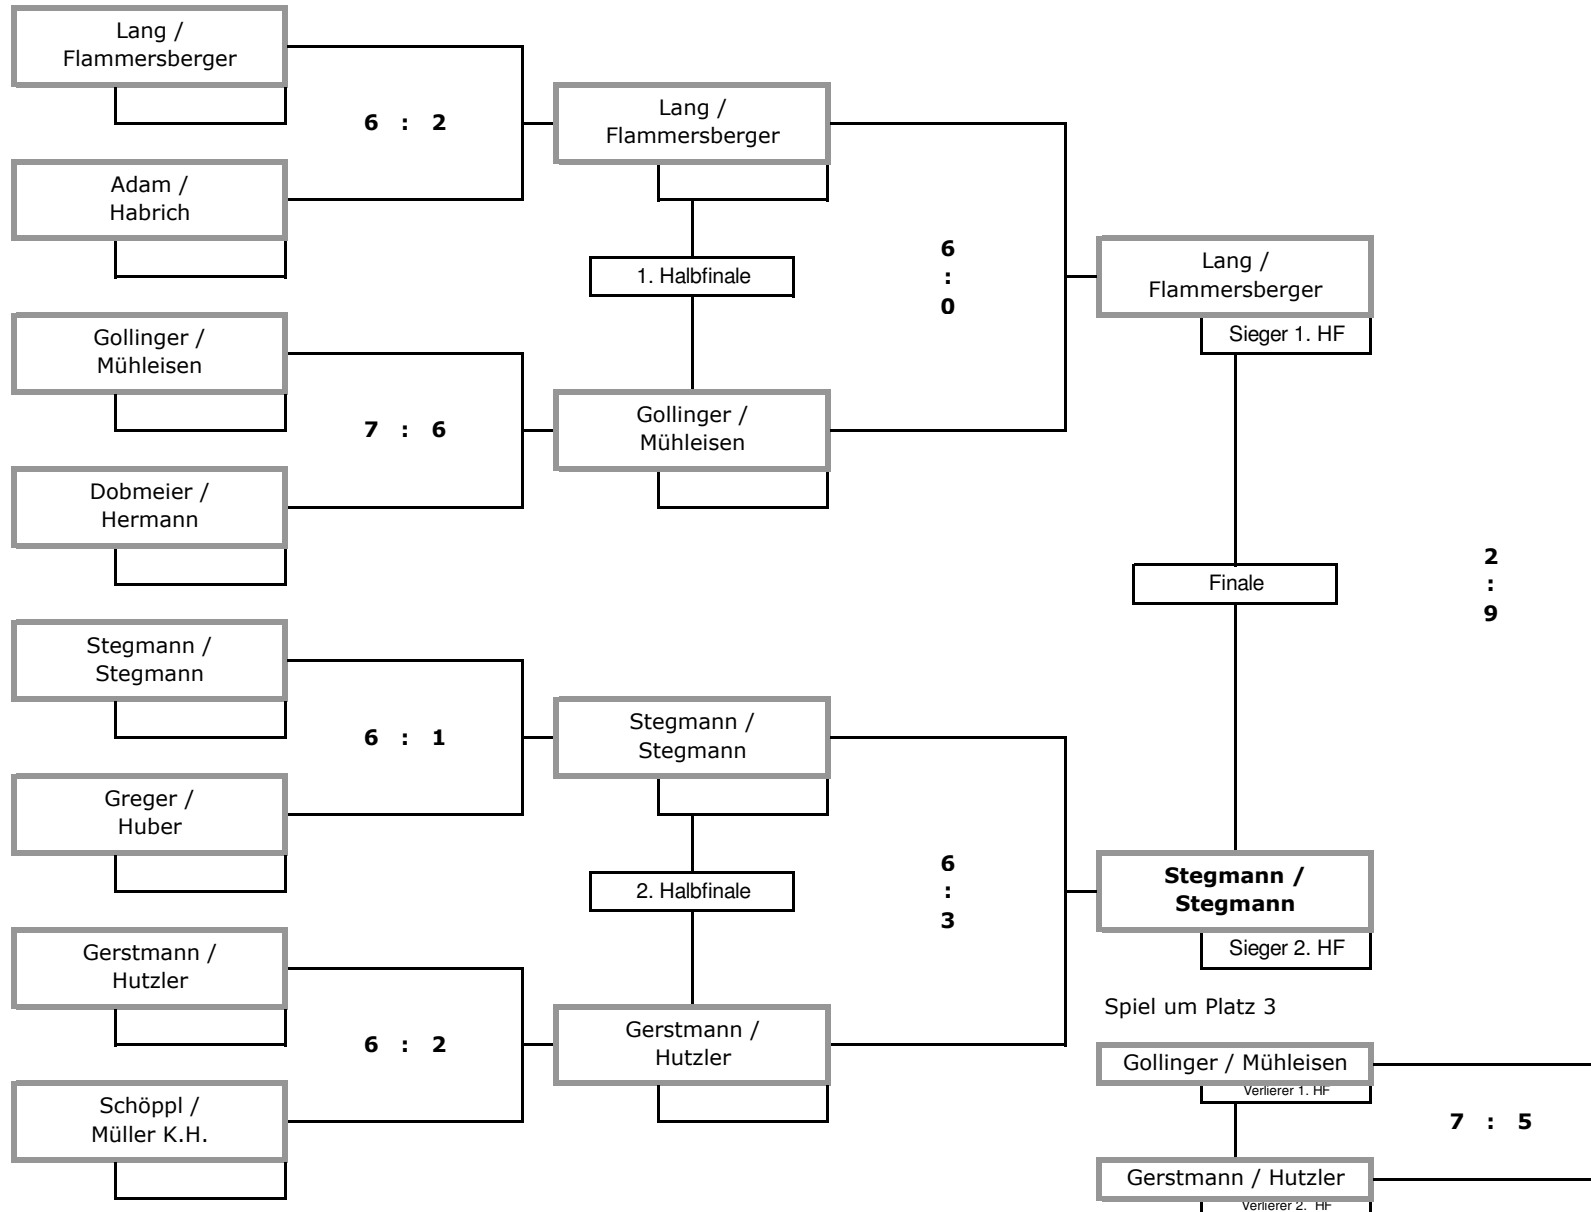 Lang /
Flammersberger
6 : 2
Adam /
Habrich
Gollinger /
Mühleisen
7 : 6
Dobmeier /
Hermann
Stegmann /
Stegmann
6 : 1
Greger /
Huber
Gerstmann /
Hutzler
6 : 2
Schöppl /
Müller K.H.
Lang /
Flammersberger
1. Halbfinale
6
:
0
Gollinger /
Mühleisen
Stegmann /
Stegmann
2. Halbfinale
6
:
3
Gerstmann /
Hutzler
Lang /
Flammersberger
Sieger 1. HF
Finale
2
:
9
Stegmann /
Stegmann
Sieger 2. HF
Spiel um Platz 3
Gollinger / Mühleisen
Verlierer 1. HF
7 : 5
Gerstmann / Hutzler
Verlierer 2. HF